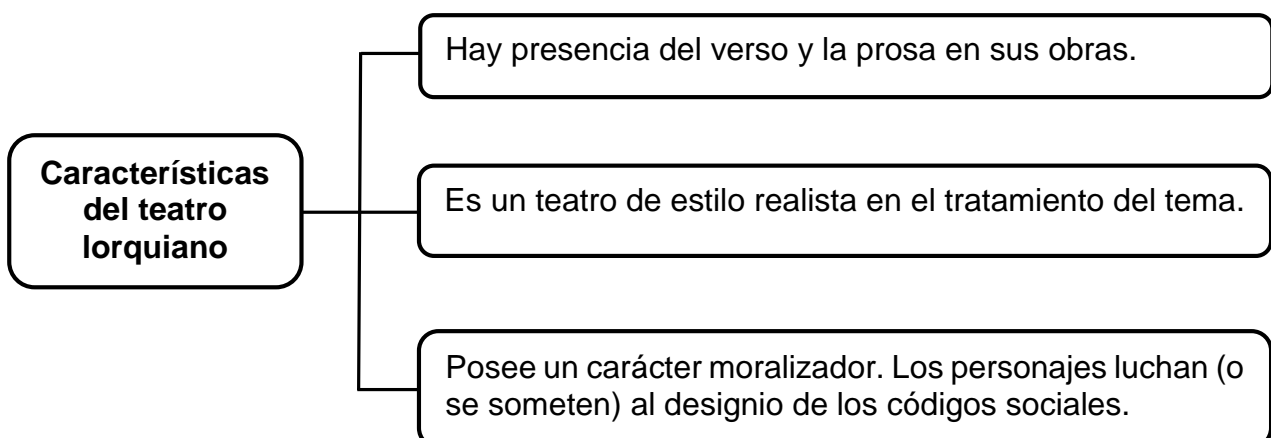 Hay presencia del verso y la prosa en sus obras.
Características
del teatro
lorquiano
Es un teatro de estilo realista en el tratamiento del tema.
Posee un carácter moralizador. Los personajes luchan (o
se someten) al designio de los códigos sociales.